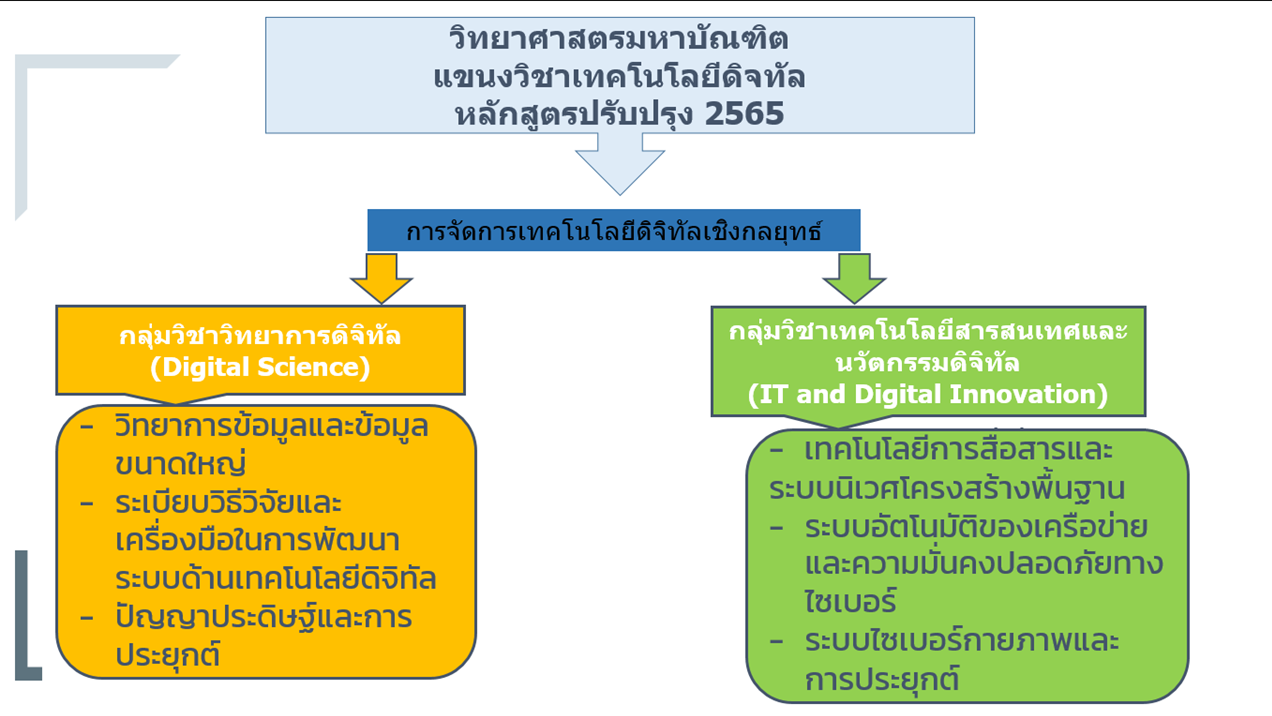 วิทยาศาสตรมหาบัณฑิต
แขนงวิชาเทคโนโลยีดิจทัล
หลักสูตรปรับปรุง 2565
การจัดการเทคโนโลยีดิจิทัลเชิงกลยุทธ์
กลุ่มวิชาวิทยาการดิจิทัล
(Digital Science)
- วิทยาการข้อมูลและข้อมูล
ขนาดใหญ่
- ระเบียบวิธีวิจัยและ
เครื่องมือในการพัฒนา
ระบบด้านเทคโนโลยีดิจิทัล
- ปัญญาประดิษฐ์และการ
ประยุกต์
กลุ่มวิชาเทคโนโลยีสารสนเทศและ
นวัตกรรมดิจิทัล
(IT and Digital Innovation)
- เทคโนโลยีการสื่อสารและ
ระบบนิเวศโครงสร้างพื้นฐาน
- ระบบอัตโนมัติของเครือข่าย
และความมั่นคงปลอดภัยทาง
ไซเบอร์
- ระบบไซเบอร์กายภาพและ
การประยุกต์